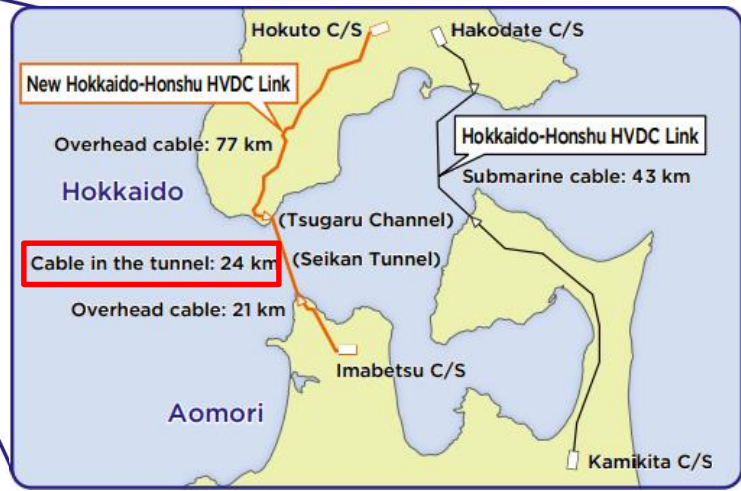 Hokuto C/S
Hakodate C/S
New Hokkaido-Honshu HVDC Link
Overhead cable: 77 km
Hokkaido-Honshu HVDC Link
Submarine cable: 43 km
Hokkaido
(Tsugaru Channel)
Cable in the tunnel: 24 km
(Seikan Tunnel)
Overhead cable: 21 km
Imabetsu C/S
Aomori
Kamikita C/S